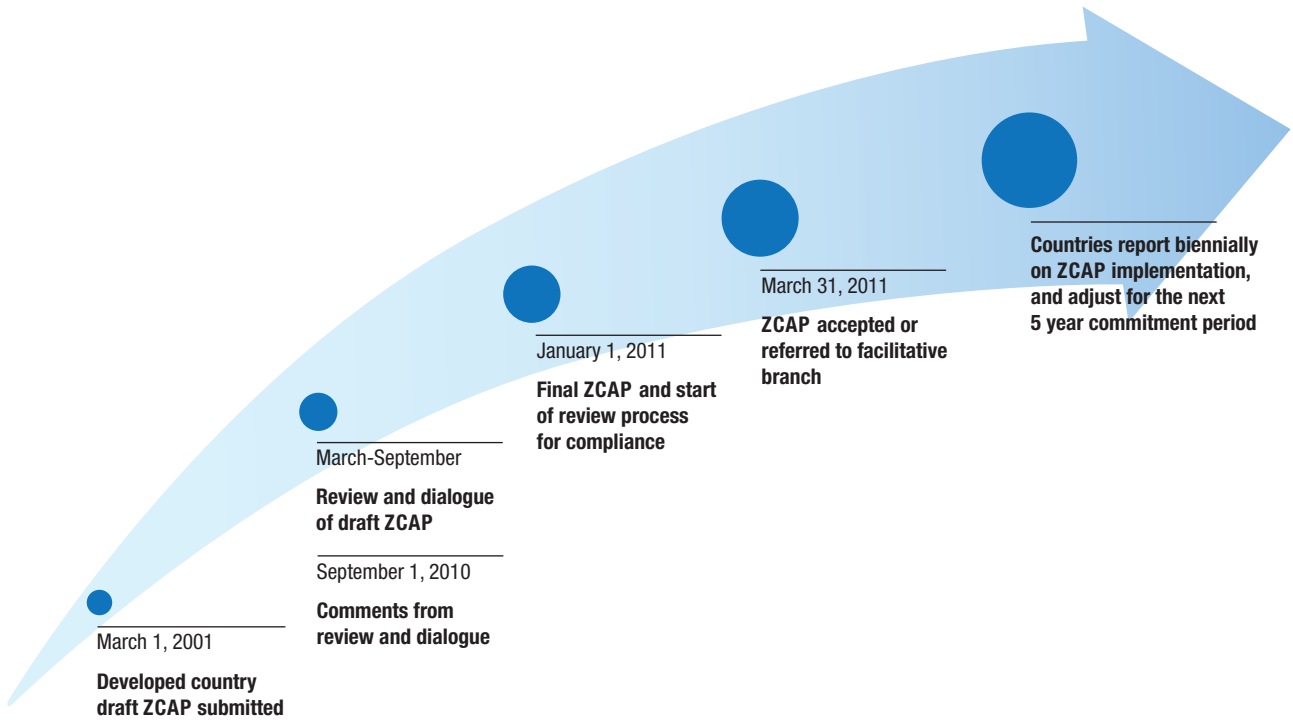 March 1, 2001
Developed country
draft ZCAP submitted
March-September
Review and dialogue
of draft ZCAP
September 1, 2010
Comments from
review and dialogue
January 1, 2011
Final ZCAP and start
of review process
for compliance
March 31, 2011
ZCAP accepted or
referred to facilitative
branch
Countries report biennially
on ZCAP implementation,
and adjust for the next
5 year commitment period